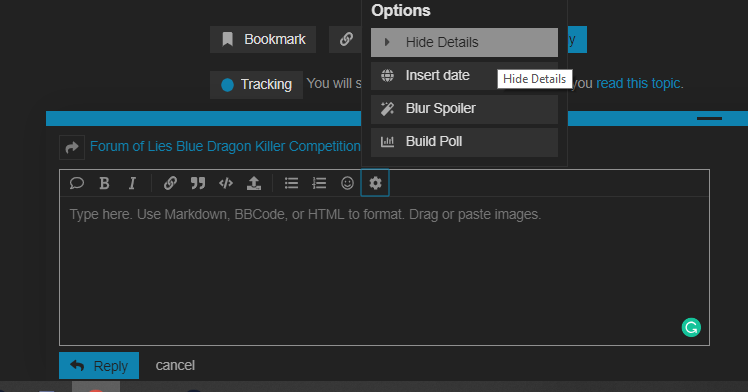 Options
Bookmark
y
Hide Details
Insert date
Tracking
You will s
Hide Details
you read this topic.
Blur Spoiler
Build Poll
Forum of Lies Blue Dragon Killer Competition
B I
Type here. Use Markdown, BBCode, or HTML to format. Drag or paste images.
Reply
cancel